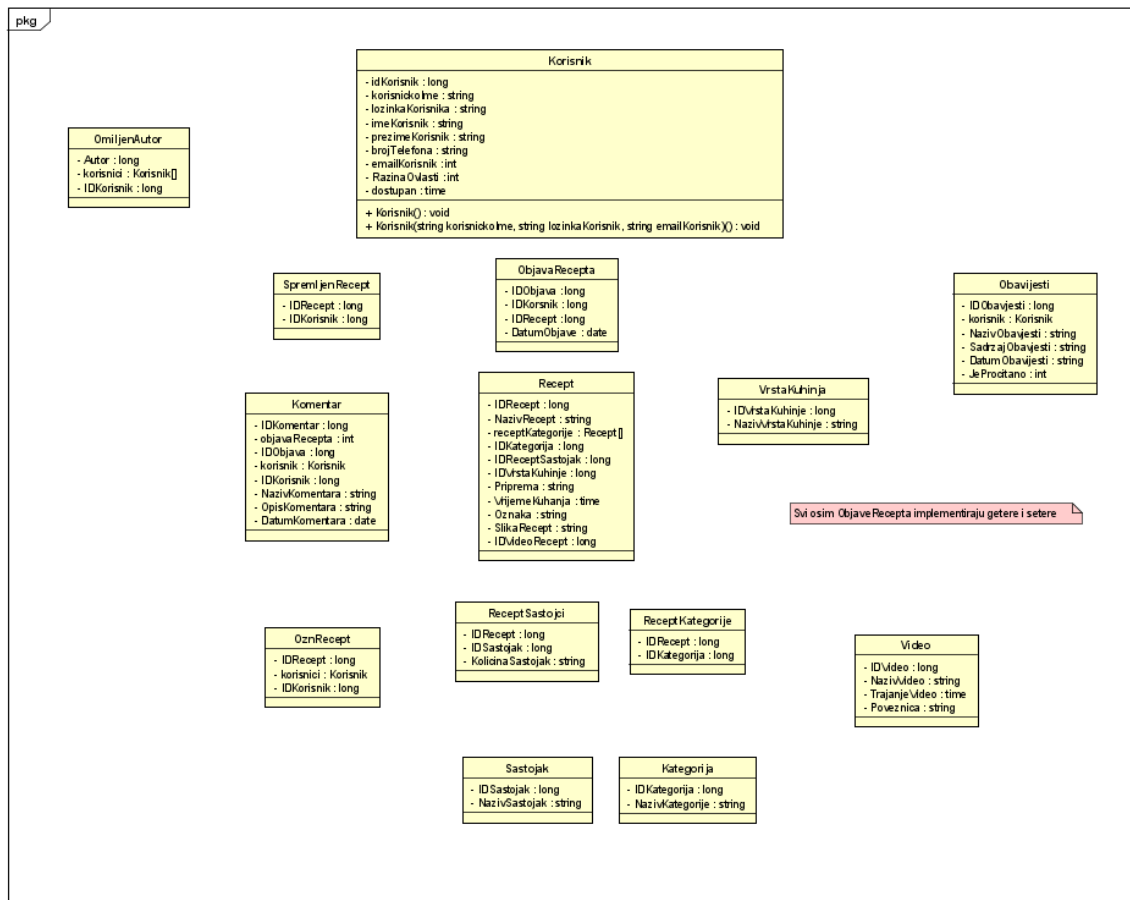 pkg
Korisnik
- idKorisnik : long
- korisnickoIme : string
- lozinkaKorisnika : string
- imeKorisnik : string
- prezimeKorisnik : string
- brojTelefona : string
- emailKorisnik : int
- RazinaOvlasti : int
- dostupan : time
+ Korisnik() : void
+ Korisnik(string korisnickoIme, string lozinkaKorisnik, string emailKorisnik)() : void
OmiljenAutor
- Autor : long
- korisnici : Korisnik[]
- IDKorisnik : long
SpremljenRecept
- IDRecept : long
- IDKorisnik : long
ObjavaRecepta
- IDObjava : long
- IDKorsnik : long
- IDRecept : long
- DatumObjave : date
Obavijesti
- IDObavjesti : long
- korisnik : Korisnik
- NazivObavjesti : string
- SadrzajObavjesti : string
- DatumObavijesti : string
- JeProcitano : int
Komentar
- IDKomentar : long
- objavaRecepta : int
- IDObjava : long
- korisnik : Korisnik
- IDKorisnik : long
- NazivKomentara : string
- OpisKomentara : string
- DatumKomentara : date
Recept
- IDRecept : long
- NazivRecept : string
- receptKategorije : Recept[]
- IDKategorija : long
- IDReceptSastojak : long
- IDVrstaKuhinje : long
- Priprema : string
- VrijemeKuhanja : time
- Oznaka : string
- SlikaRecept : string
- IDVideoRecept : long
VrstaKuhinja
- IDVrstaKuhinje : long
- NazivVrstaKuhinje : string
Svi osim ObjaveRecepta implementiraju getere i setere
OznRecept
- IDRecept : long
- korisnici : Korisnik
- IDKorisnik : long
ReceptSastojci
- IDRecept : long
- IDSastojak : long
- KolicinaSastojak : string
ReceptKategorije
- IDRecept : long
- IDKategorija : long
Video
- IDVideo : long
- NazivVideo : string
- TrajanjeVideo : time
- Poveznica : string
Sastojak
- IDSastojak : long
- NazivSastojak : string
Kategorija
- IDKategorija : long
- NazivKategorije : string